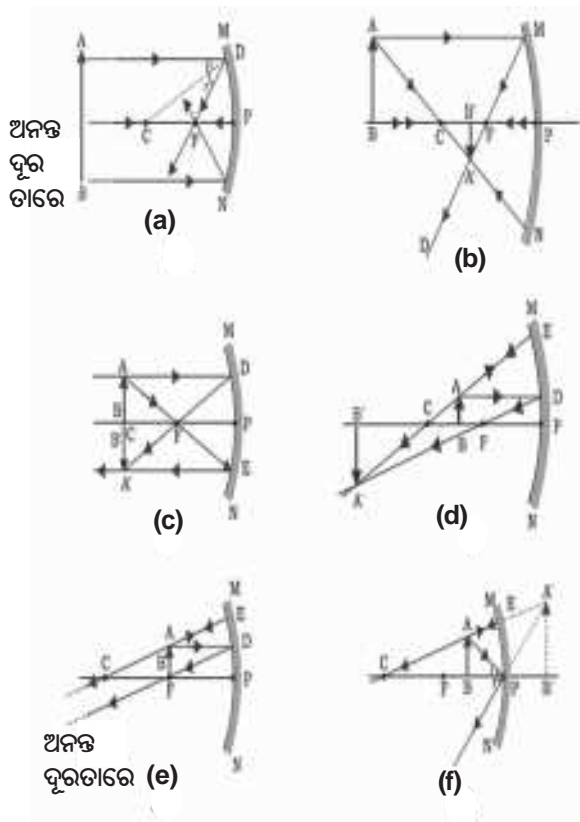 A M D
ଅନନ୍ତ
ଦୂର
ତାରେ
C F P
B N
(a)
A M
B C B' F P
A'
D N
(b)
M
A D
B
B' C F P
A' E
N
(c)
M E
A D
B' C B F P
A'
N
(d)
M
E
A D
C B F P
N
ଅନନ୍ତ
ଦୂରତାରେ (e)
M E A'
A
C F B P B'
N
(f)